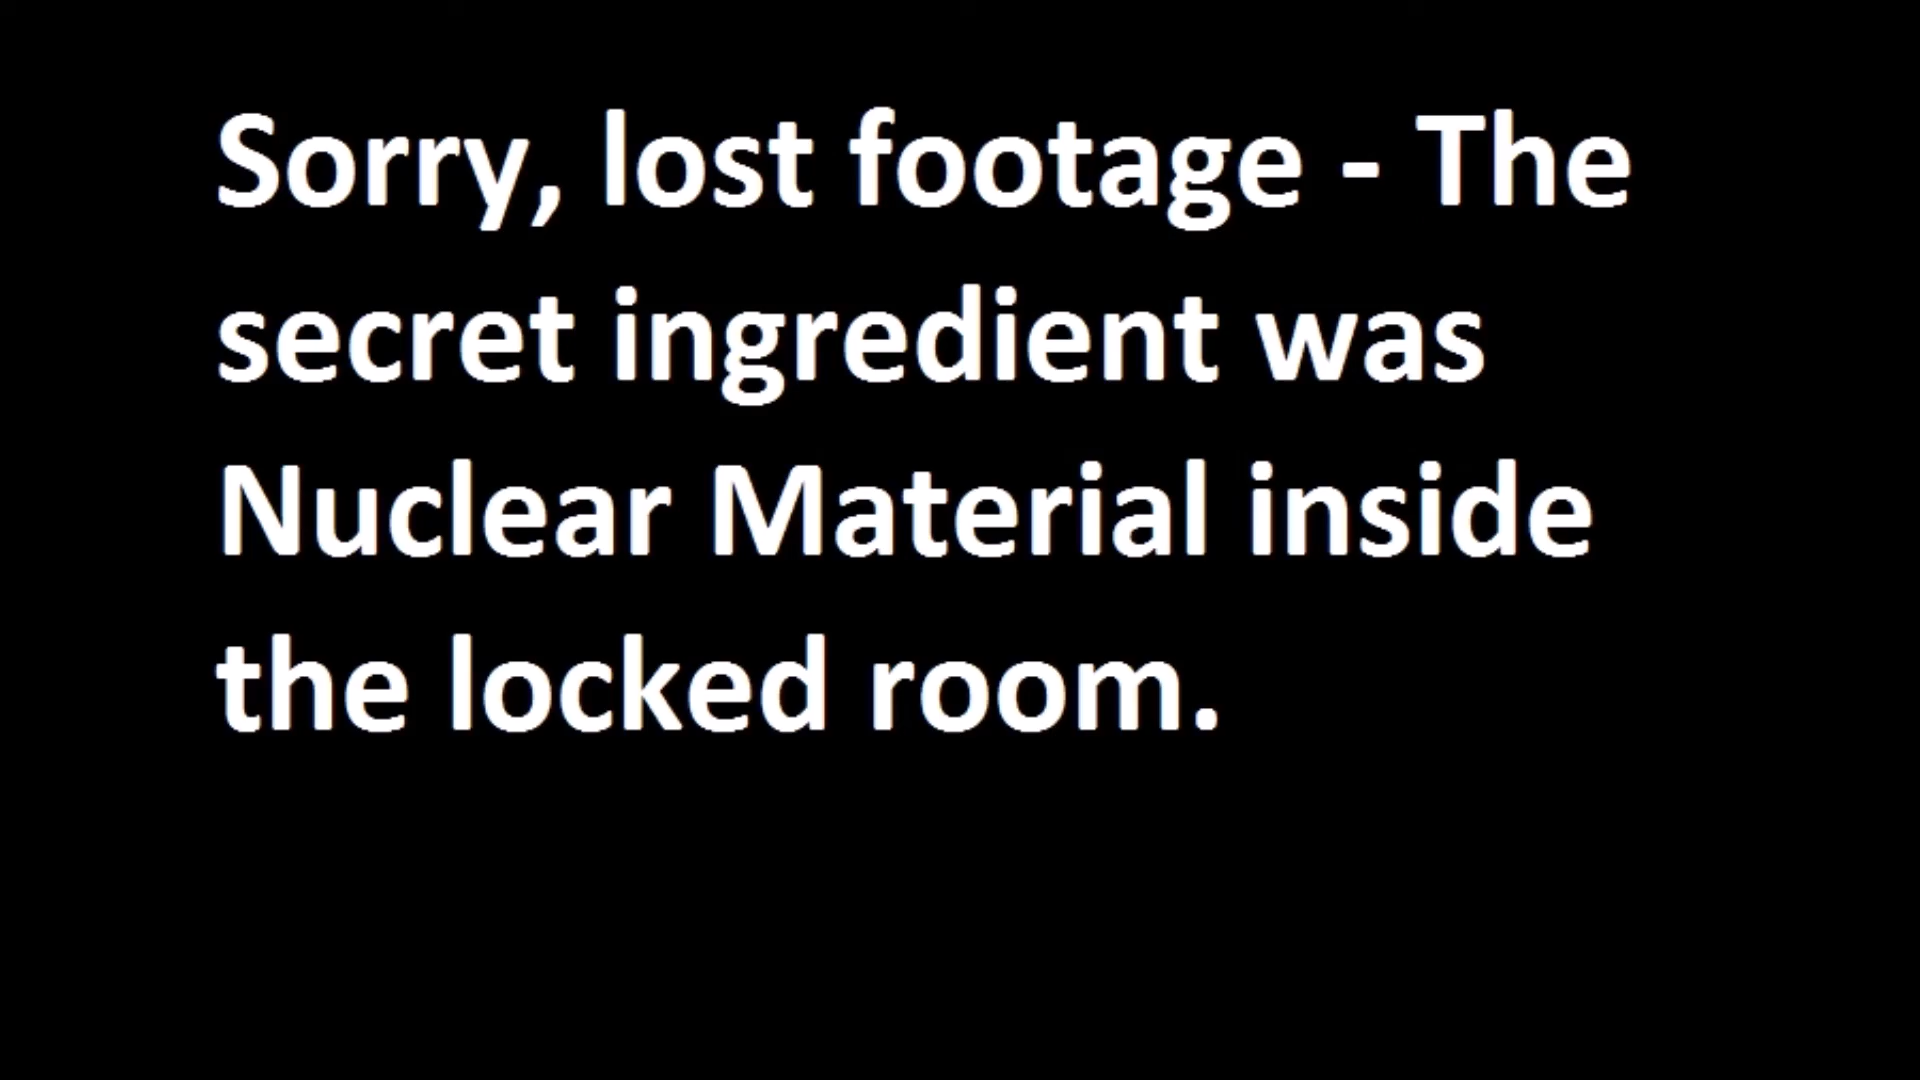 Sorry, lost footage - The
secret ingredient was
Nuclear Material inside
the locked room.